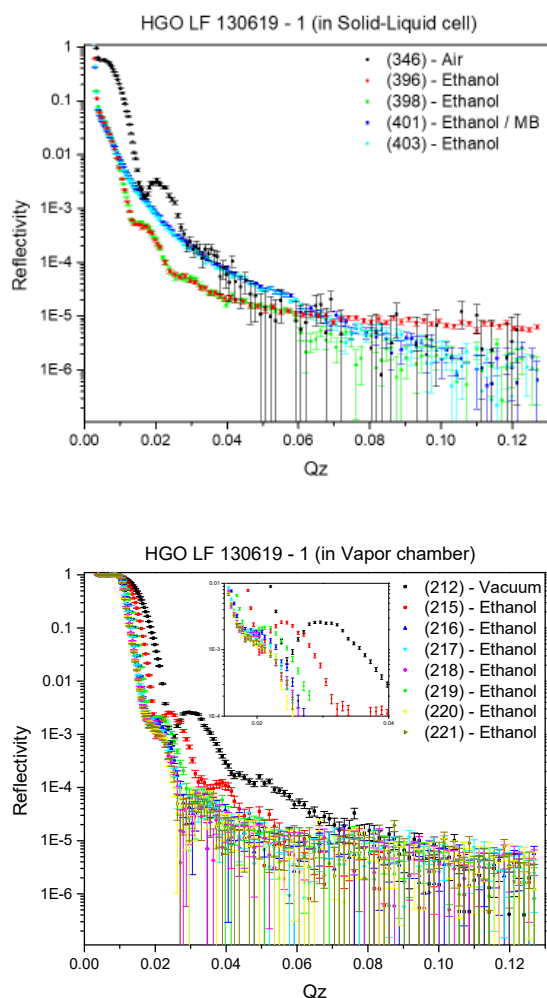 HGO LF 130619 - 1 (in Solid-Liquid cell)
(346) - Air
(396) - Ethanol
(398) - Ethanol
(401) - Ethanol / MB
(403) - Ethanol
1
0.1
0.01
1E-3
1E-4
1E-5
1E-6
Reflectivity
0.00 0.02 0.04 0.06 0.08 0.10 0.12
Qz
HGO LF 130619 - 1 (in Vapor chamber)
(212) - Vacuum
(215) - Ethanol
(216) - Ethanol
(217) - Ethanol
(218) - Ethanol
(219) - Ethanol
(220) - Ethanol
(221) - Ethanol
0.01
1E-3
1E-4
0.02 0.04
1
0.1
0.01
1E-3
1E-4
1E-5
1E-6
Reflectivity
0.00 0.02 0.04 0.06 0.08 0.10 0.12
Qz